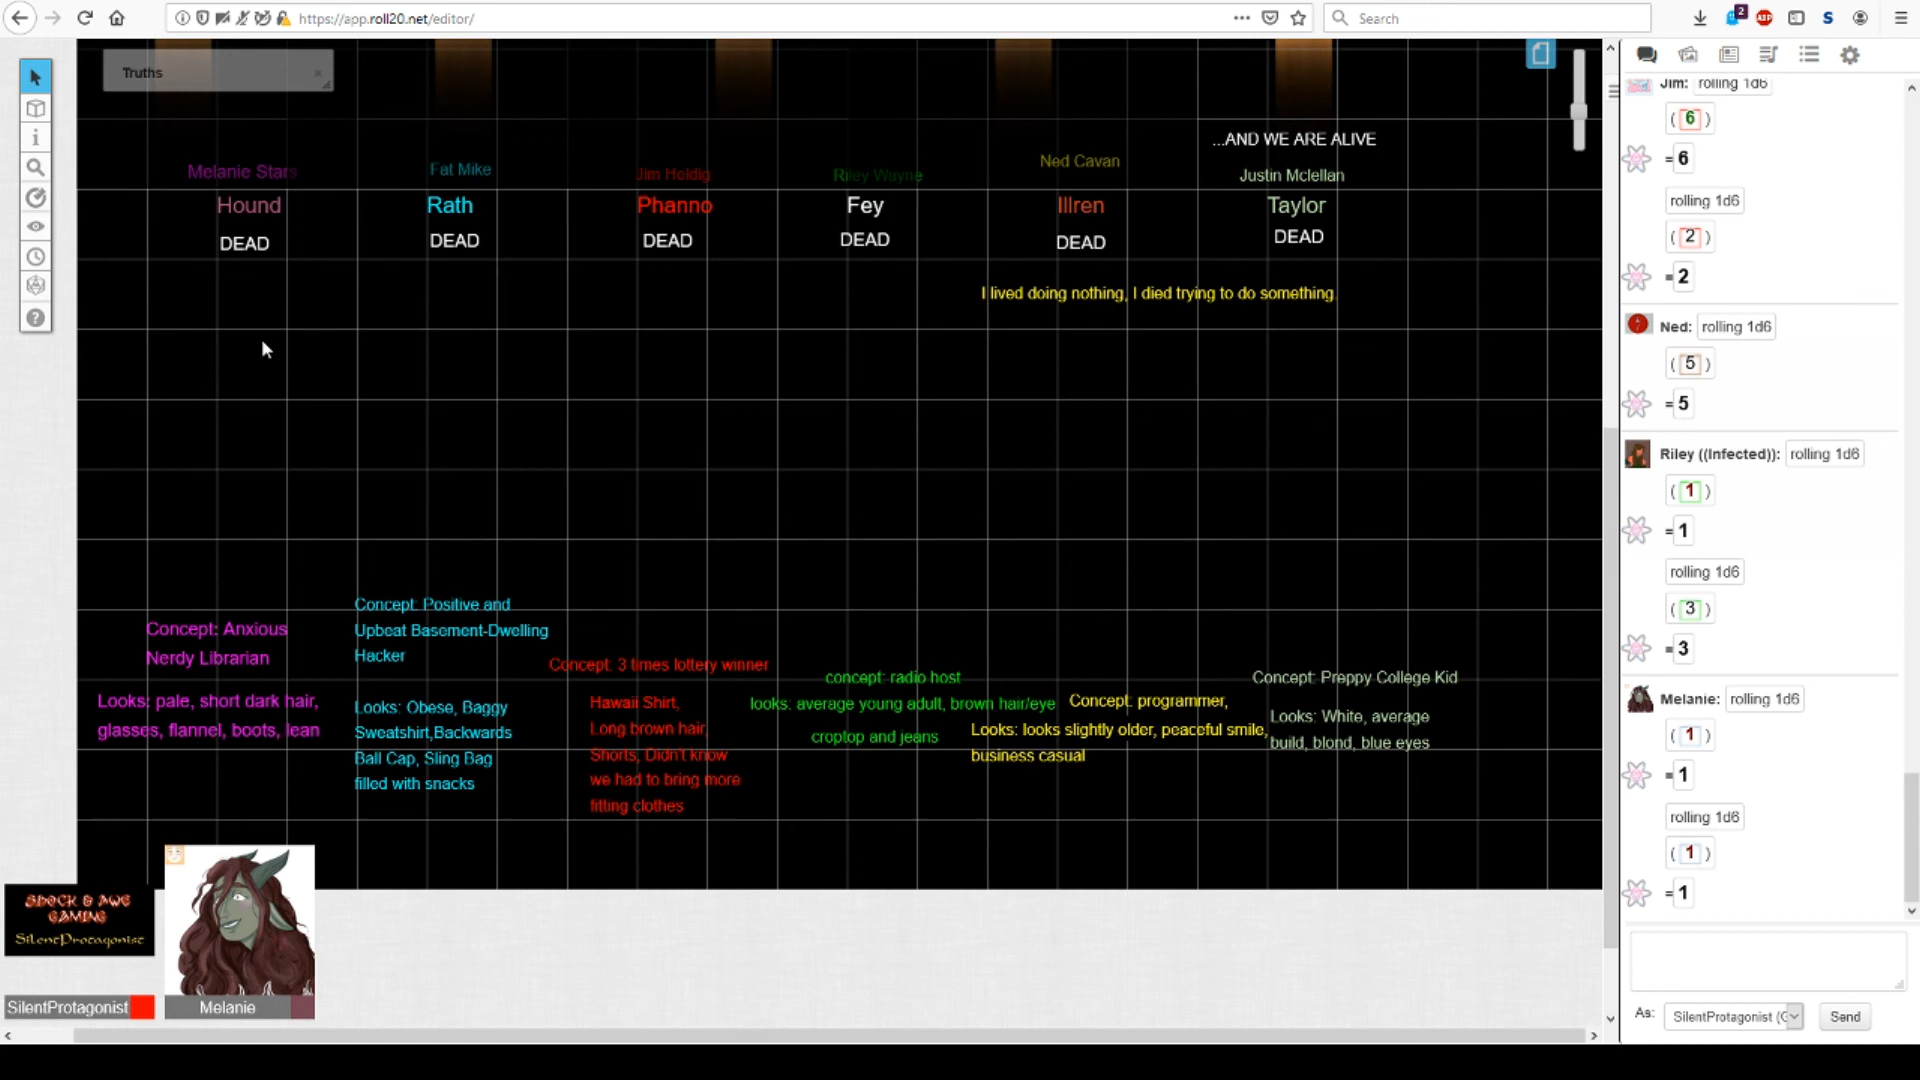 https://app.roll20.net/editor/
Search
2
ABP
S
Truths
×
...AND WE ARE ALIVE
Melanie Stars
Fat Mike
Jim Heldig
Riley Wayne
Ned Cavan
Justin Mclellan
Hound
Rath
Phanno
Fey
Illren
Taylor
DEAD
DEAD
DEAD
DEAD
DEAD
DEAD
I lived doing nothing, I died trying to do something.
Concept: Anxious
Nerdy Librarian
Looks: pale, short dark hair,
glasses, flannel, boots, lean
Concept: Positive and
Upbeat Basement-Dwelling
Hacker
Looks: Obese, Baggy
Sweatshirt,Backwards
Ball Cap, Sling Bag
filled with snacks
Concept: 3 times lottery winner
Hawaii Shirt,
Long brown hair,
Shorts, Didn't know
we had to bring more
fitting clothes
concept: radio host
looks: average young adult, brown hair/eye
croptop and jeans
Concept: programmer,
Looks: looks slightly older, peaceful smile,
business casual
Concept: Preppy College Kid
Looks: White, average
build, blond, blue eyes
SHOCK & AWE
GAMING
SilentProtagonist
SilentProtagonist
Melanie
Jim: rolling 1d6
(6)
=6
rolling 1d6
(2)
=2
Ned: rolling 1d6
(5)
=5
Riley ((Infected)): rolling 1d6
(1)
=1
rolling 1d6
(3)
=3
Melanie: rolling 1d6
(1)
=1
rolling 1d6
(1)
=1
As:
SilentProtagonist (G
Send